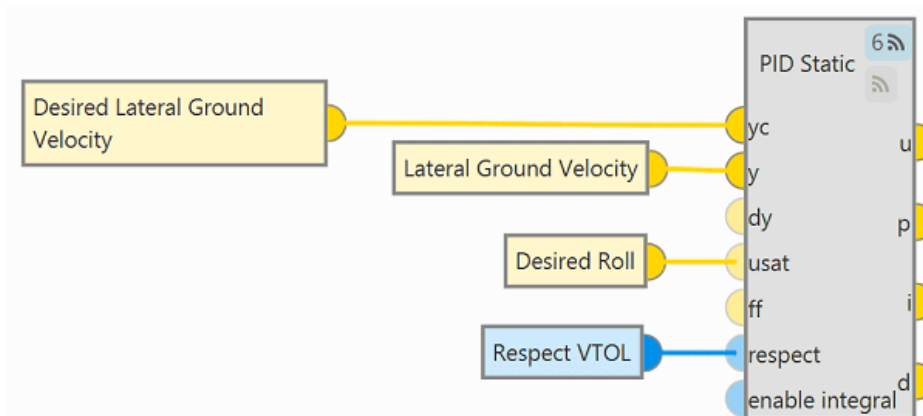 6
PID Static
Desired Lateral Ground
Velocity
yc
u
Lateral Ground Velocity
y
dy
p
Desired Roll
usat
ff
i
Respect VTOL
respect
d
enable integral